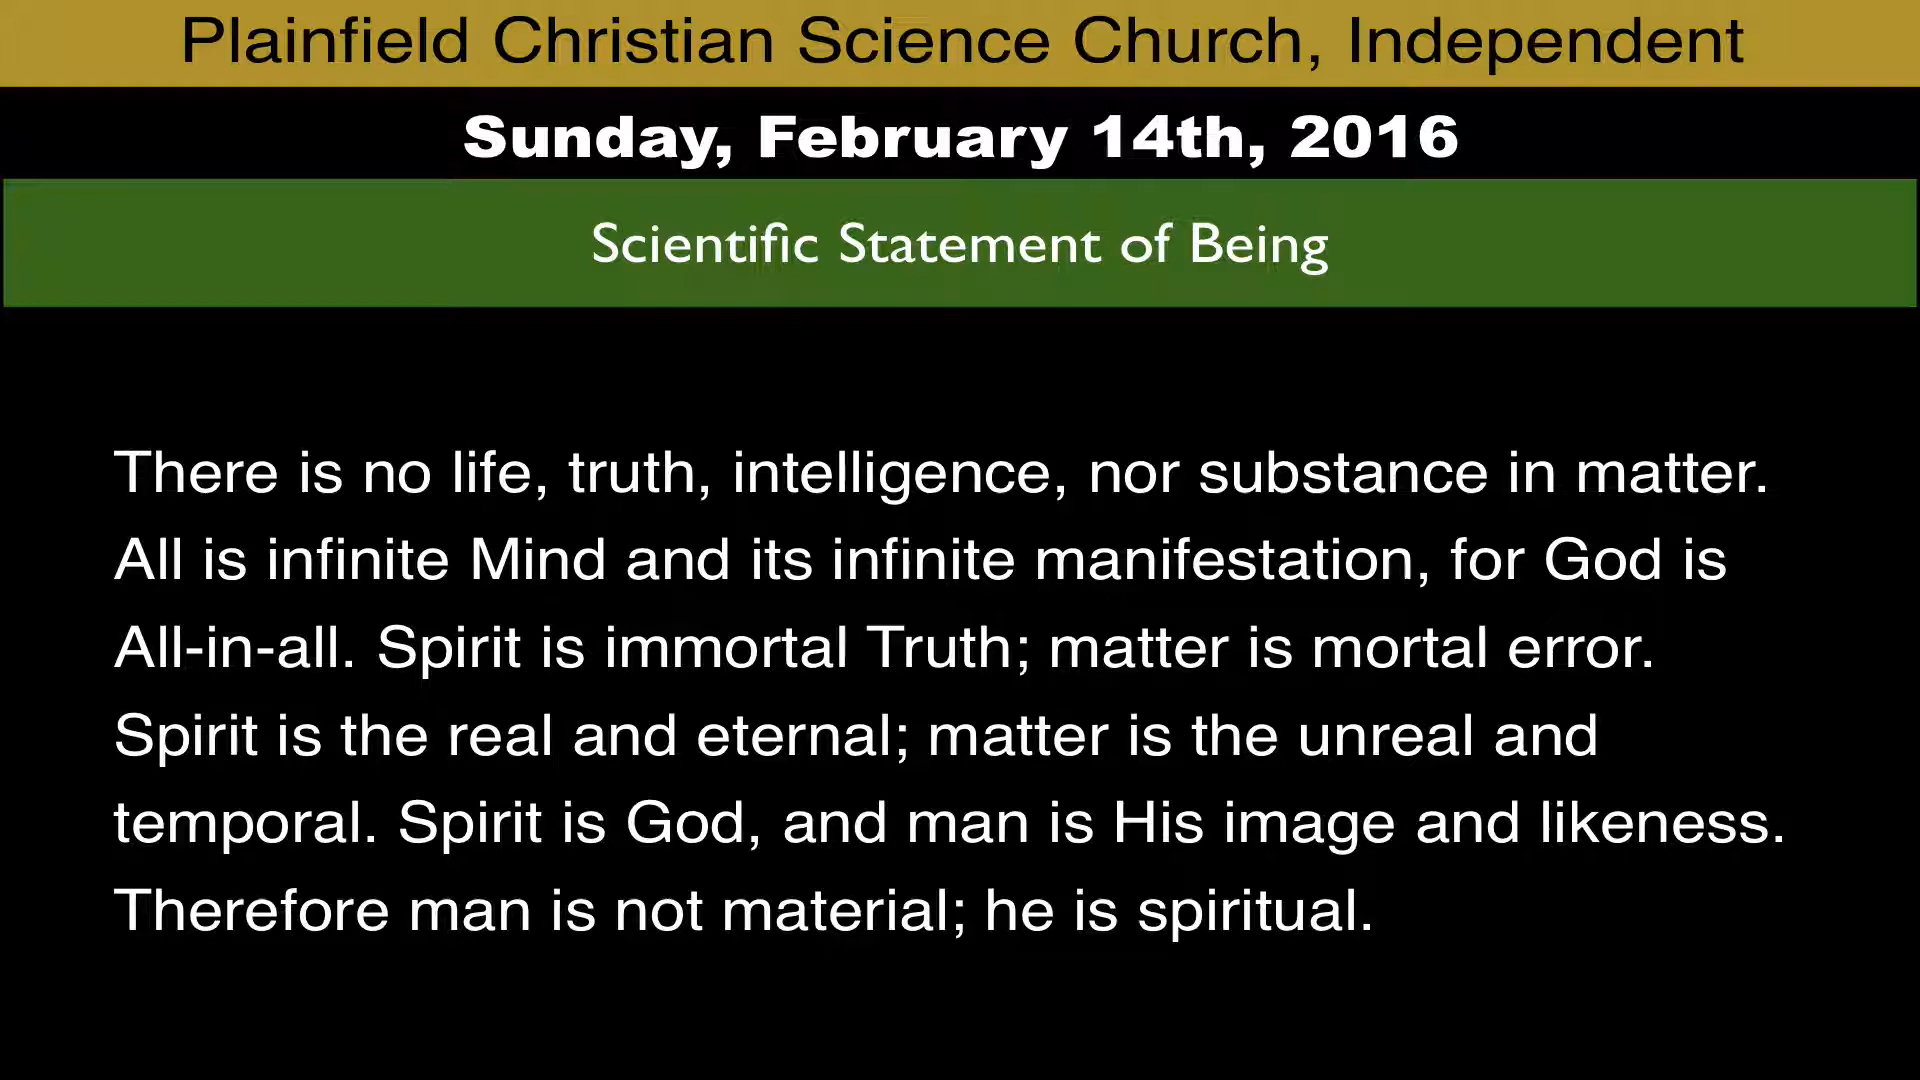 Plainfield Christian Science Church, Independent
Sunday, February 14th, 2016
Scientific Statement of Being
There is no life, truth, intelligence, nor substance in matter.
All is infinite Mind and its infinite manifestation, for God is
All-in-all. Spirit is immortal Truth; matter is mortal error.
Spirit is the real and eternal; matter is the unreal and
temporal. Spirit is God, and man is His image and likeness.
Therefore man is not material; he is spiritual.